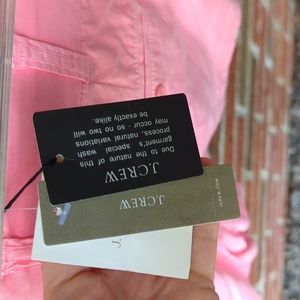 J.CREW
Due to the nature of this
garment's special wash
process, natural variations
may occur - so no two will
be exactly alike.
J.CREW